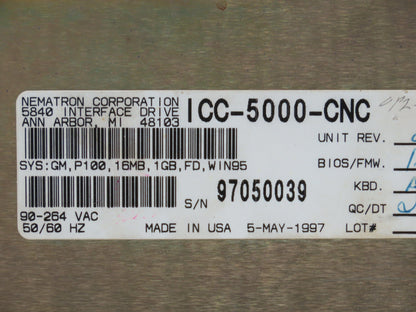 NEMATRON CORPORATION
5840 INTERFACE DRIVE
ANN ARBOR, MI 48103
ICC-5000-CNC
UNIT REV.
SYS:GM,P100,16MB,1GB,FD,WIN95
BIOS/FMW.
S/N 97050039
KBD.
QC/DT
90-264 VAC
50/60 HZ
MADE IN USA 5-MAY-1997 LOT#